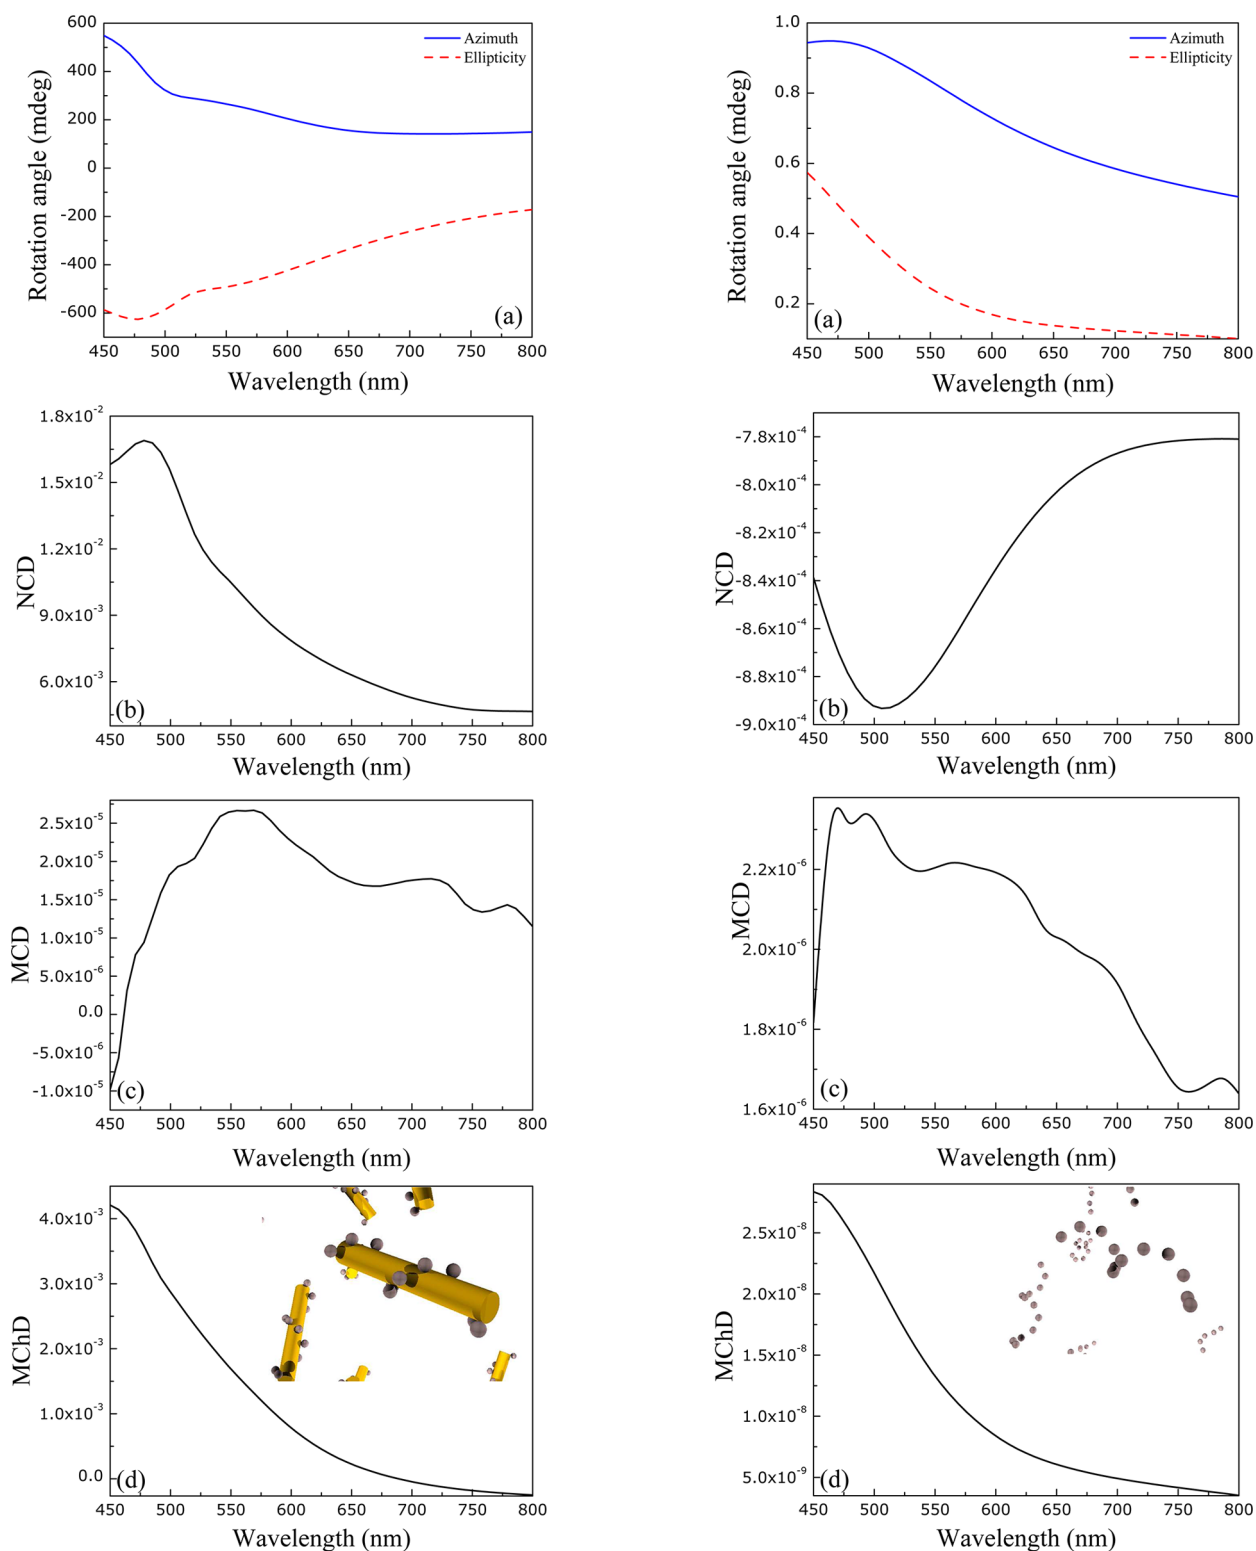 600
400
200
0
-200
-400
-600
Rotation angle (mdeg)
Azimuth
Ellipticity
(a)
450 500 550 600 650 700 750 800
Wavelength (nm)
1.0
0.8
0.6
0.4
0.2
Rotation angle (mdeg)
Azimuth
Ellipticity
(a)
450 500 550 600 650 700 750 800
Wavelength (nm)
1.8x10⁻²
1.5x10⁻²
1.2x10⁻²
9.0x10⁻³
6.0x10⁻³
NCD
(b)
450 500 550 600 650 700 750 800
Wavelength (nm)
-7.8x10⁻⁴
-8.0x10⁻⁴
-8.2x10⁻⁴
-8.4x10⁻⁴
-8.6x10⁻⁴
-8.8x10⁻⁴
-9.0x10⁻⁴
NCD
(b)
450 500 550 600 650 700 750 800
Wavelength (nm)
2.5x10⁻⁵
2.0x10⁻⁵
1.5x10⁻⁵
1.0x10⁻⁵
5.0x10⁻⁶
0.0
-5.0x10⁻⁶
-1.0x10⁻⁵
MCD
(c)
450 500 550 600 650 700 750 800
Wavelength (nm)
2.2x10⁻⁶
2.0x10⁻⁶
1.8x10⁻⁶
1.6x10⁻⁶
MCD
(c)
450 500 550 600 650 700 750 800
Wavelength (nm)
4.0x10⁻³
3.0x10⁻³
2.0x10⁻³
1.0x10⁻³
0.0
MChD
(d)
450 500 550 600 650 700 750 800
Wavelength (nm)
2.5x10⁻⁸
2.0x10⁻⁸
1.5x10⁻⁸
1.0x10⁻⁸
5.0x10⁻⁹
MChD
(d)
450 500 550 600 650 700 750 800
Wavelength (nm)